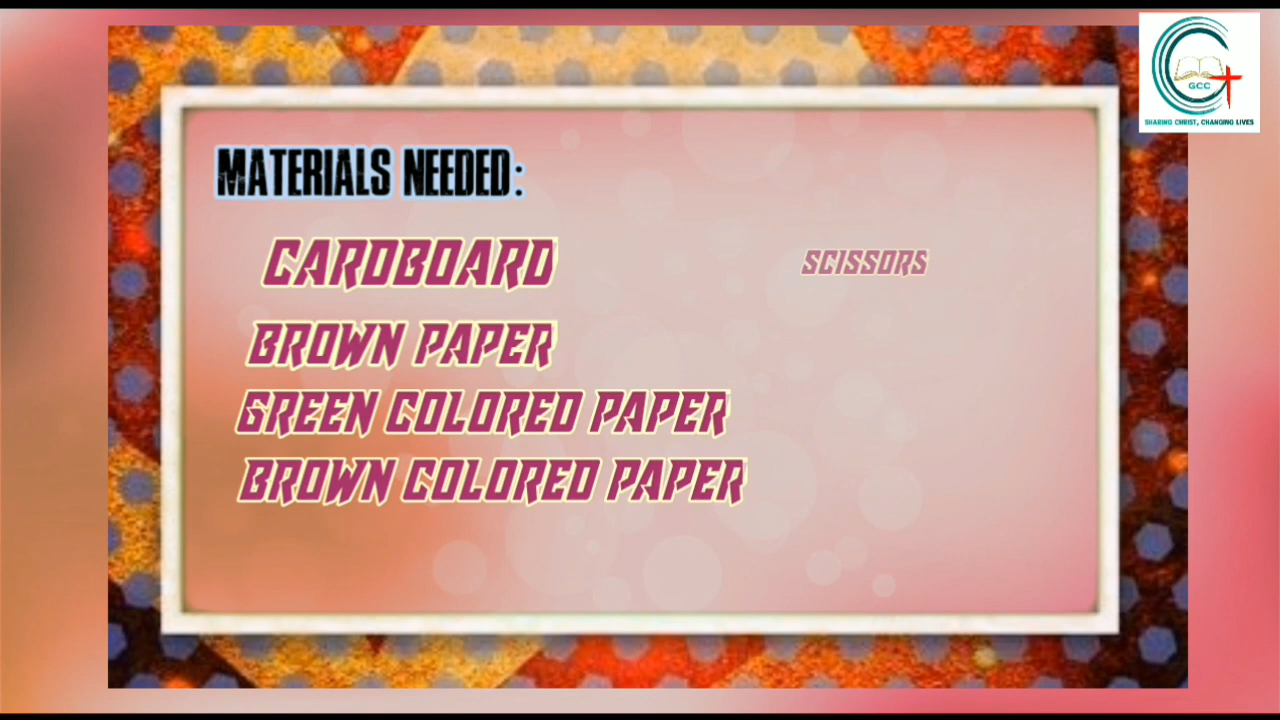 GCC
SHARING CHRIST, CHANGING LIVES
MATERIALS NEEDED:
CARDBOARD
SCISSORS
BROWN PAPER
GREEN COLORED PAPER
BROWN COLORED PAPER